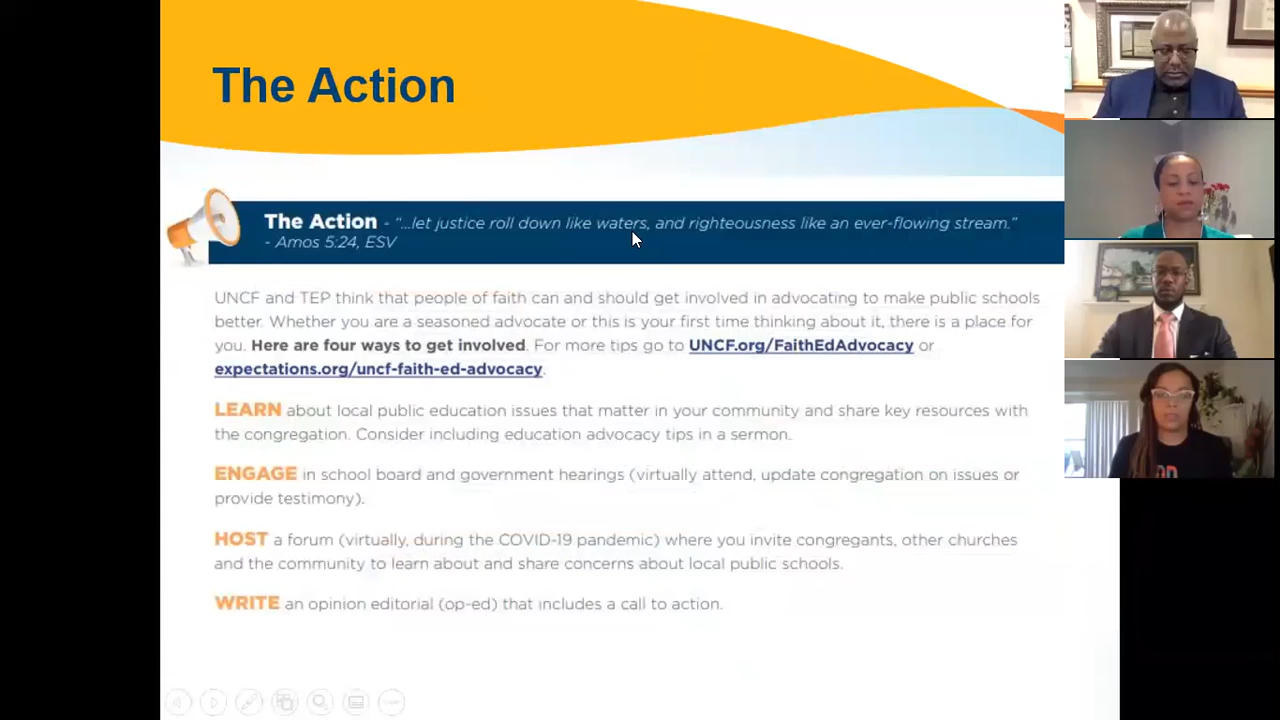 The Action
The Action - “...let justice roll down like waters, and righteousness like an ever-flowing stream.”
- Amos 5:24, ESV
UNCF and TEP think that people of faith can and should get involved in advocating to make public schools
better. Whether you are a seasoned advocate or this is your first time thinking about it, there is a place for
you. Here are four ways to get involved. For more tips go to UNCF.org/FaithEdAdvocacy or
expectations.org/uncf-faith-ed-advocacy.
LEARN about local public education issues that matter in your community and share key resources with
the congregation. Consider including education advocacy tips in a sermon.
ENGAGE in school board and government hearings (virtually attend, update congregation on issues or
provide testimony).
HOST a forum (virtually, during the COVID-19 pandemic) where you invite congregants, other churches
and the community to learn about and share concerns about local public schools.
WRITE an opinion editorial (op-ed) that includes a call to action.